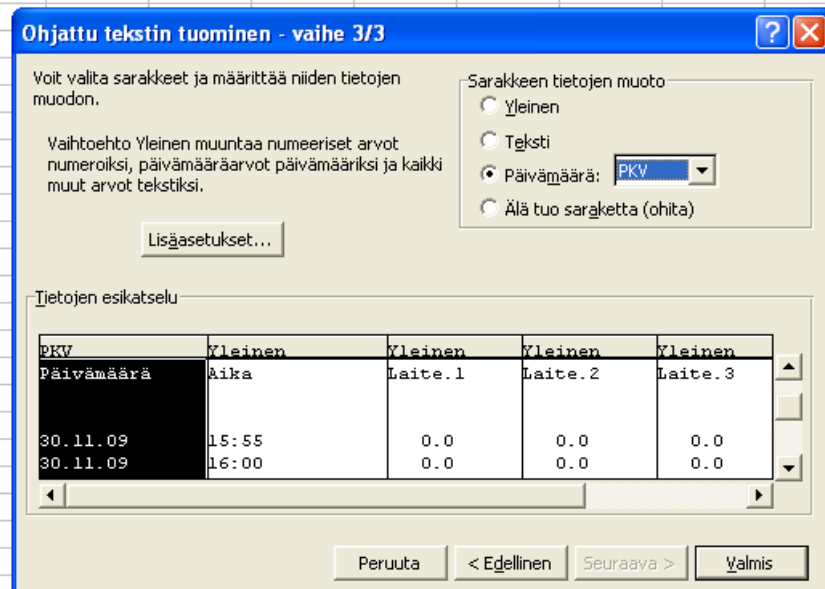 Ohjattu tekstin tuominen - vaihe 3/3
Voit valita sarakkeet ja määrittää niiden tietojen
muodon.
Vaihtoehto Yleinen muuntaa numeeriset arvot
numeroiksi, päivämääräarvot päivämääriksi ja kaikki
muut arvot tekstiksi.
Lisäasetukset...
Sarakkeen tietojen muoto
Yleinen
Teksti
Päivämäärä: PKV
Älä tuo saraketta (ohita)
Tietojen esikatselu
PKV Yleinen Yleinen Yleinen Yleinen
Päivämäärä Aika Laite.1 Laite.2 Laite.3
30.11.09 15:55 0.0 0.0 0.0
30.11.09 16:00 0.0 0.0 0.0
Peruuta < Edellinen Seuraava > Valmis